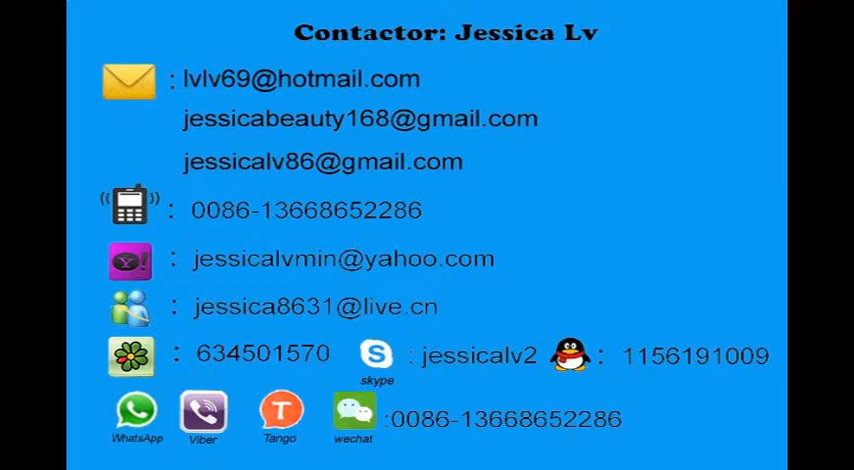 Contactor: Jessica Lv
: lvlv69@hotmail.com
jessicabeauty168@gmail.com
jessicalv86@gmail.com
: 0086-13668652286
Y! : jessicalvmin@yahoo.com
: jessica8631@live.cn
: 634501570 S skype : jessicalv2 : 1156191009
WhatsApp Viber T Tango wechat :0086-13668652286